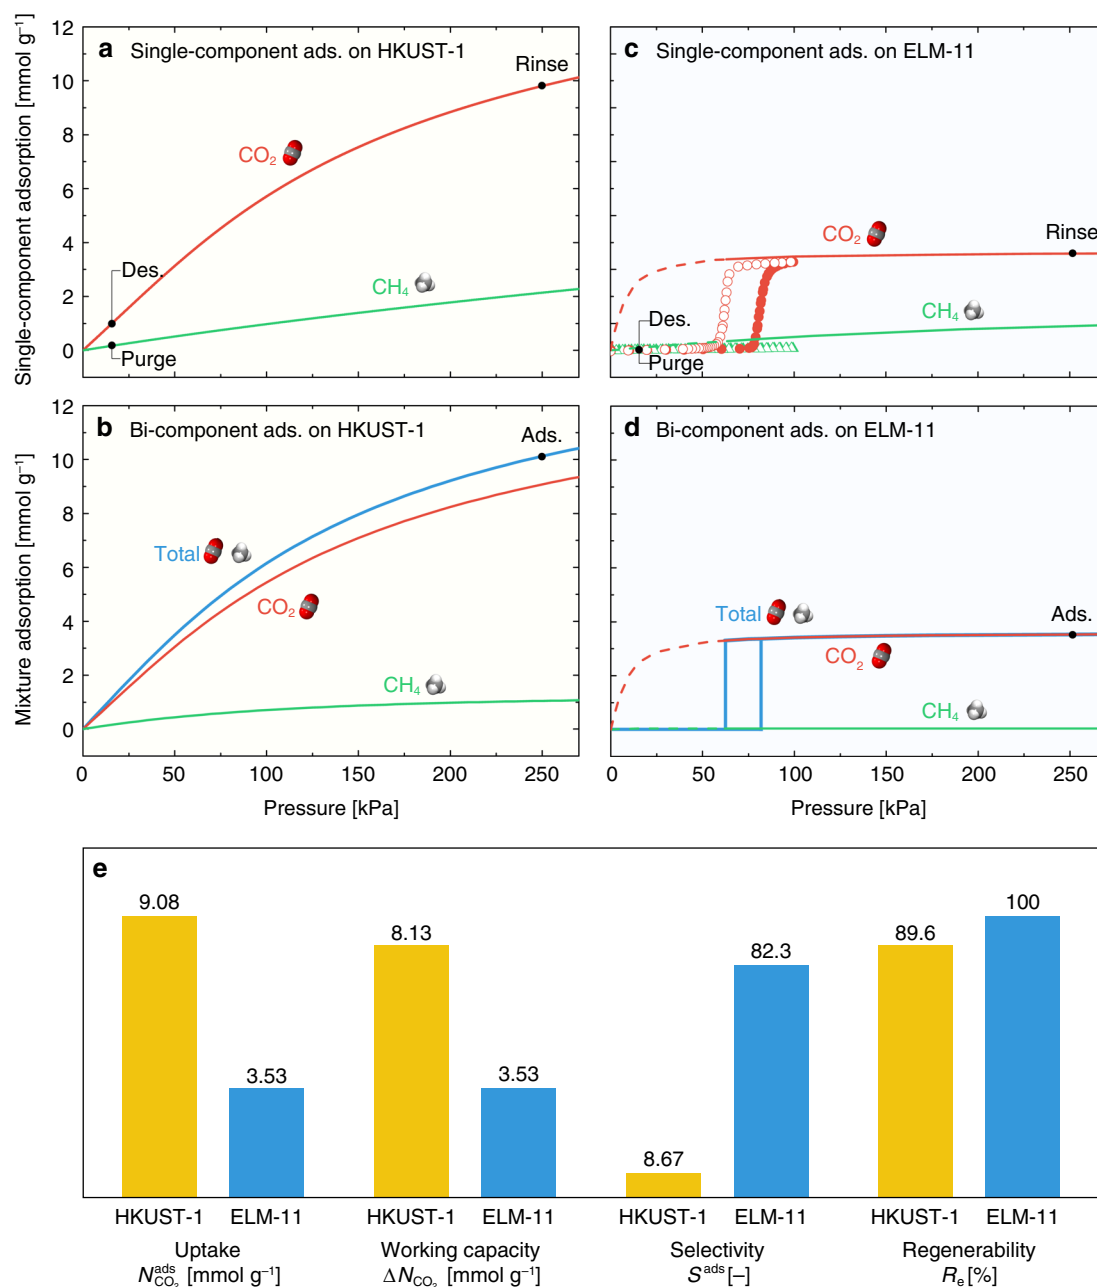 a Single-component ads. on HKUST-1
Single-component adsorption [mmol g⁻¹]
12
10
8
6
4
2
0
Rinse
CO₂
Des.
CH₄
Purge
c Single-component ads. on ELM-11
CO₂
Rinse
CH₄
Des.
Purge
b Bi-component ads. on HKUST-1
Mixture adsorption [mmol g⁻¹]
12
10
8
6
4
2
0
Ads.
Total
CO₂
CH₄
0 50 100 150 200 250
Pressure [kPa]
d Bi-component ads. on ELM-11
Total
Ads.
CO₂
CH₄
0 50 100 150 200 250
Pressure [kPa]
e
9.08
3.53
8.13
3.53
8.67
82.3
89.6
100
HKUST-1 ELM-11 HKUST-1 ELM-11 HKUST-1 ELM-11 HKUST-1 ELM-11
Uptake Working capacity Selectivity Regenerability
N^ads_CO₂ [mmol g⁻¹] ΔN_CO₂ [mmol g⁻¹] S^ads [–] R_e [%]